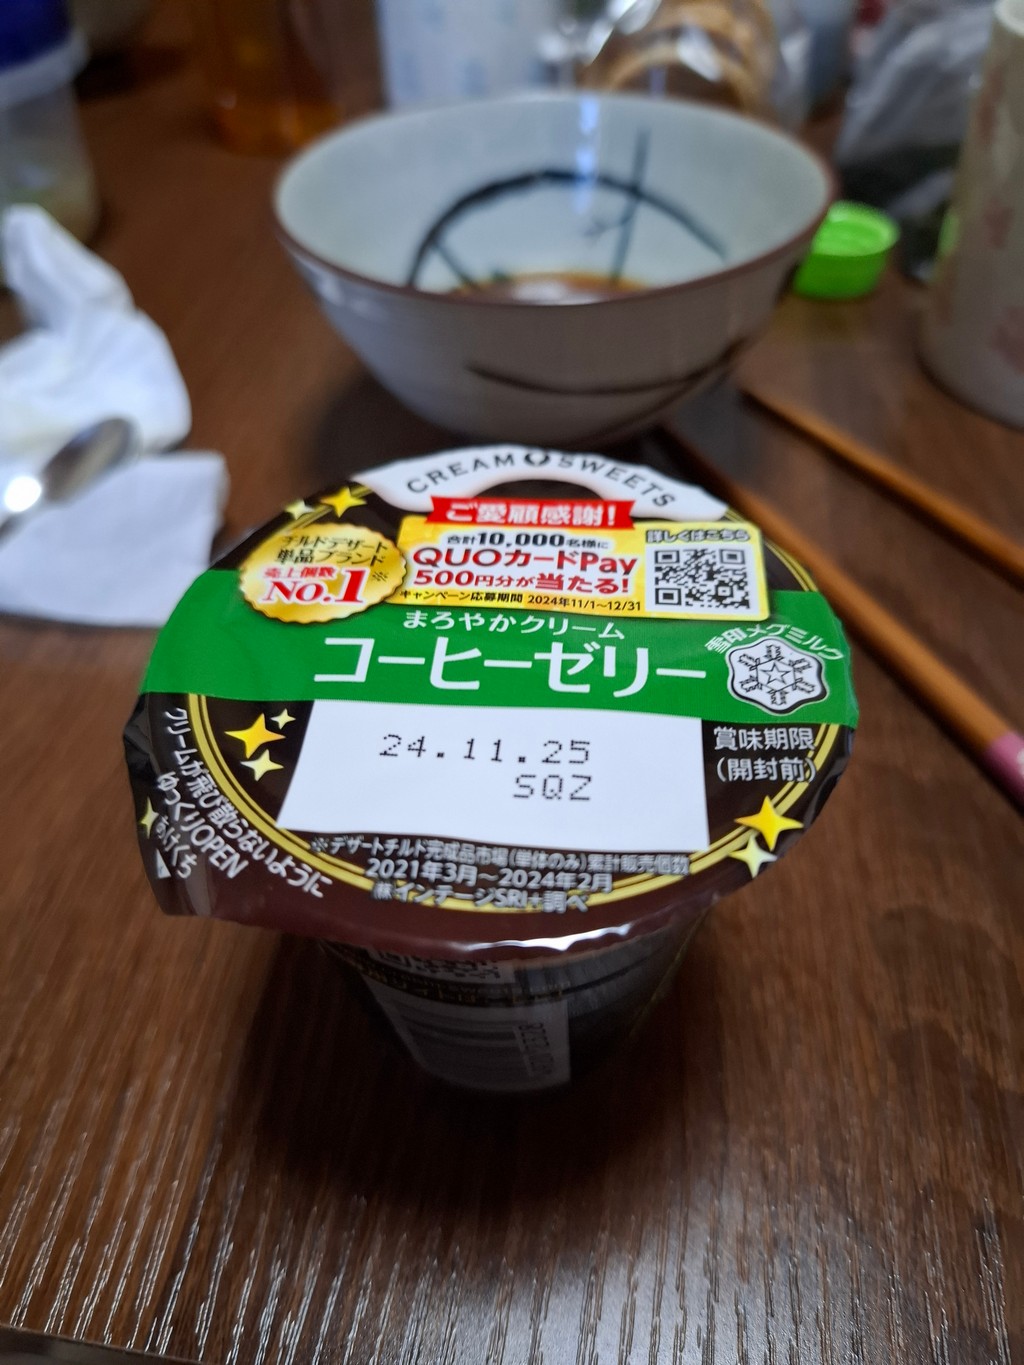 CREAM SWEETS
ご愛顧感謝!
合計10,000名様に
QUOカードPay
500円分が当たる!
キャンペーン応募期間 2024年11/1~12/31
詳しくはこちら
チルドデザート
単品ブランド
売上個数※
No.1
まろやかクリーム
コーヒーゼリー
雪印メグミルク
24.11.25
SQZ
賞味期限
(開封前)
クリームが飛び散らないように
ゆっくりOPEN
あけくち
※デザートチルド完成品市場(単体のみ)累計販売個数
2021年3月~2024年2月
㈱インテージSRI+調べ